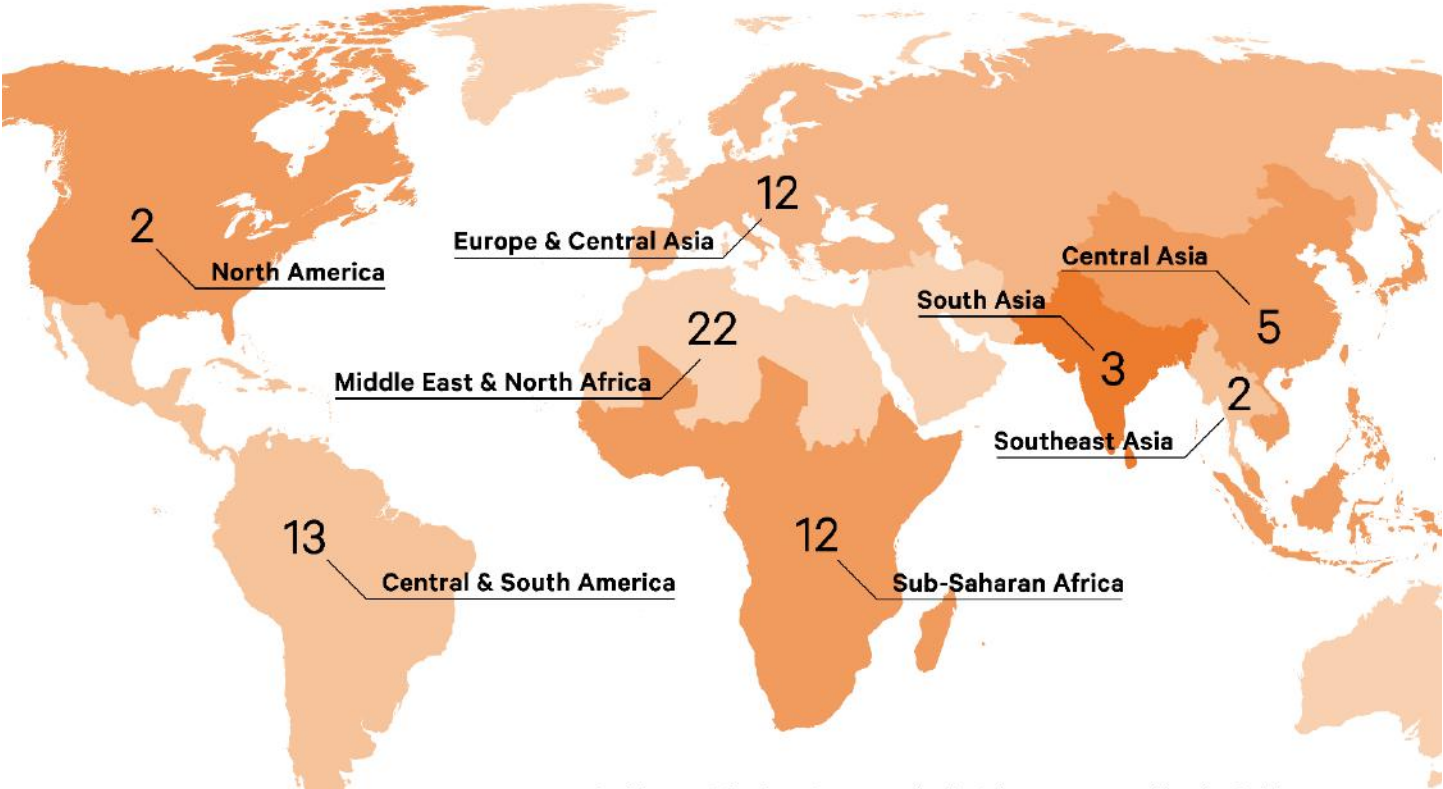 12
2
Europe & Central Asia
Central Asia
North America
South Asia
22
5
3
Middle East & North Africa
2
Southeast Asia
13
12
Central & South America
Sub-Saharan Africa